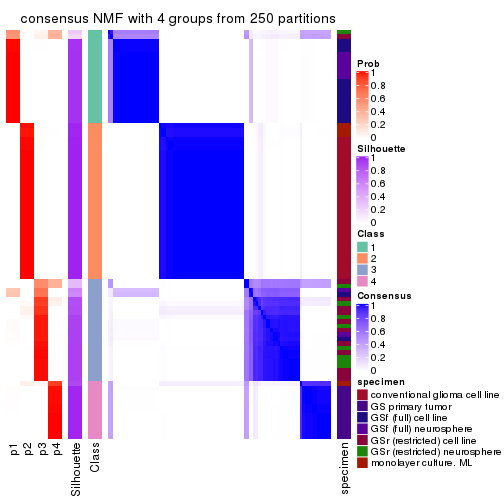 consensus NMF with 4 groups from 250 partitions
Prob
1
0.8
0.6
0.4
0.2
0
Silhouette
1
0.8
0.6
0.4
0.2
0
Class
1
2
3
4
Consensus
1
0.8
0.6
0.4
0.2
0
specimen
conventional glioma cell line
GS primary tumor
GSf (full) cell line
GSf (full) neurosphere
GSr (restricted) cell line
GSr (restricted) neurosphere
monolayer culture. ML
p1
p2
p3
p4
Silhouette
Class
specimen